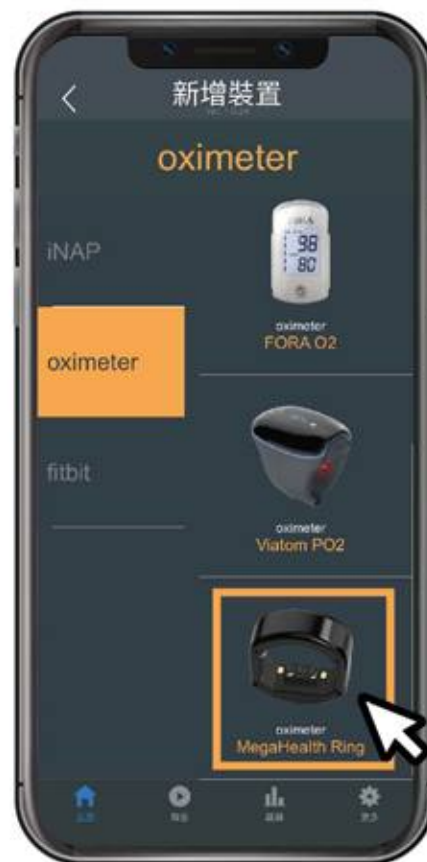 新增裝置
oximeter
iNAP
oximeter
fitbit
98
80
oximeter
FORA O2
oximeter
Viatom PO2
oximeter
MegaHealth Ring